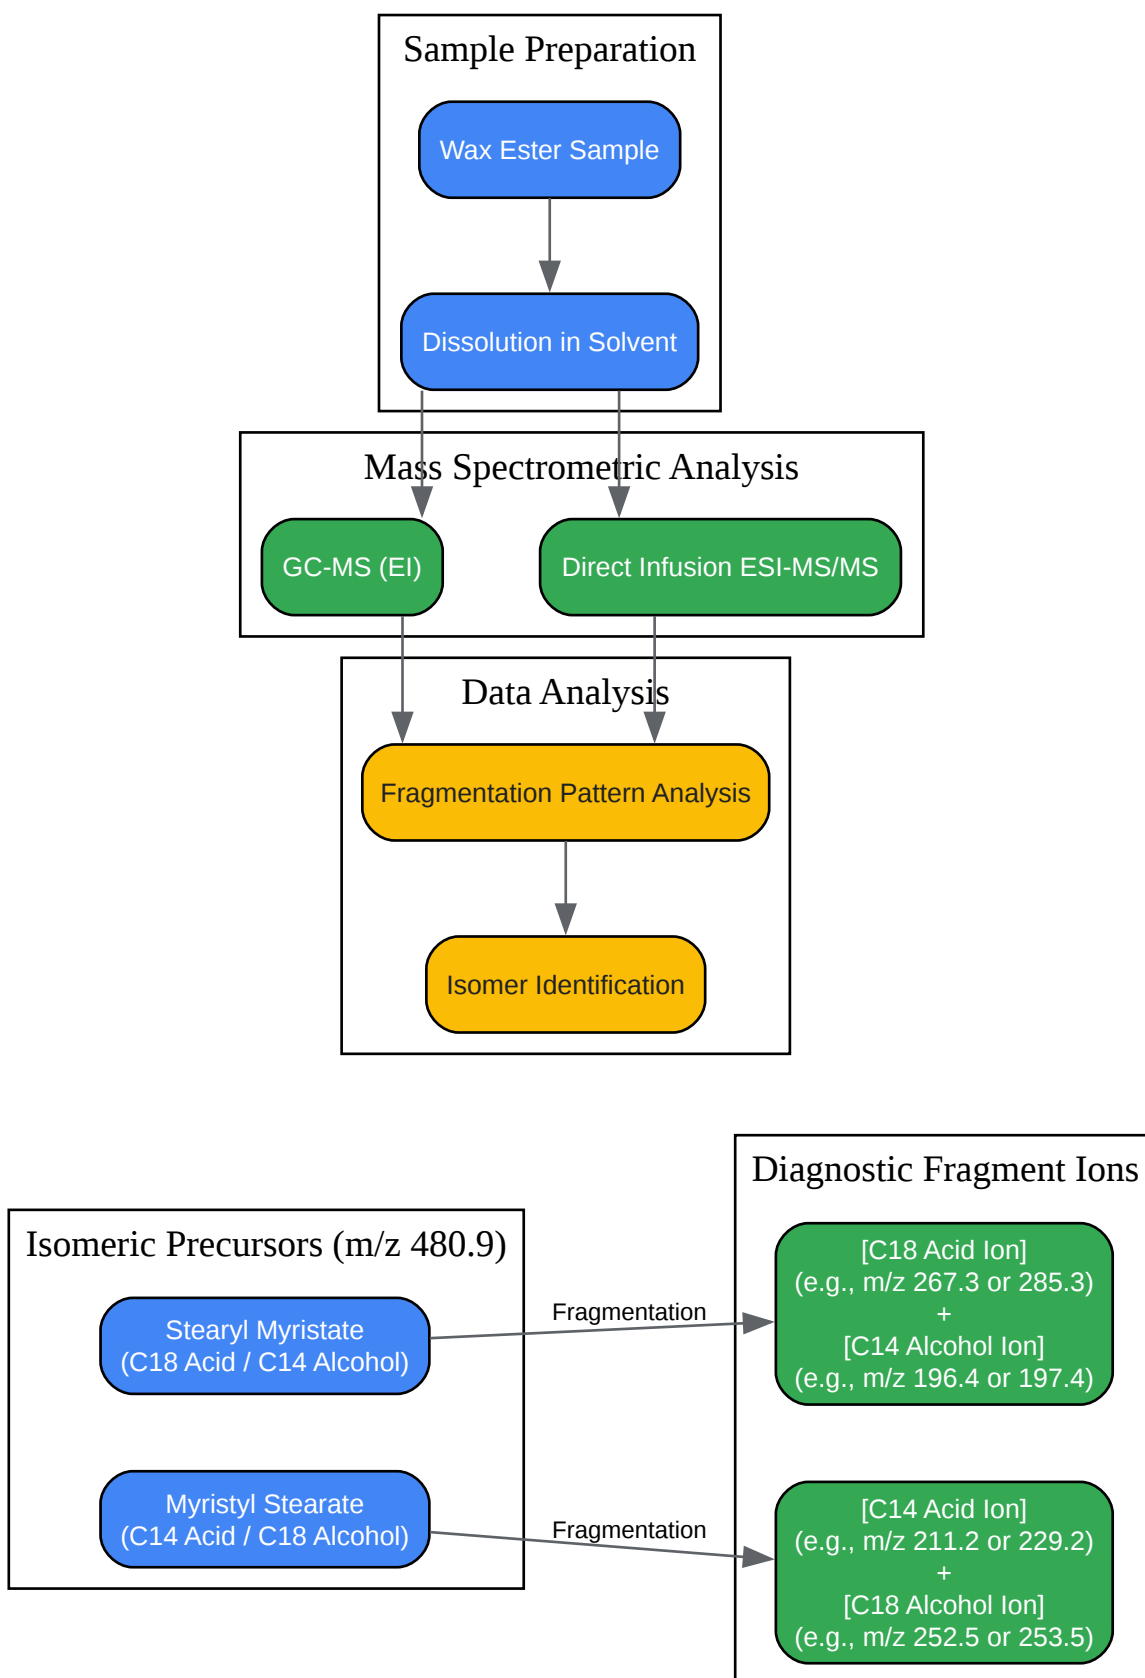 Sample Preparation
Wax Ester Sample
Dissolution in Solvent
Mass Spectrometric Analysis
GC-MS (EI)
Direct Infusion ESI-MS/MS
Data Analysis
Fragmentation Pattern Analysis
Isomer Identification
Isomeric Precursors (m/z 480.9)
Stearyl Myristate
(C18 Acid / C14 Alcohol)
Myristyl Stearate
(C14 Acid / C18 Alcohol)
Fragmentation
Fragmentation
Diagnostic Fragment Ions
[C18 Acid Ion]
(e.g., m/z 267.3 or 285.3)
+
[C14 Alcohol Ion]
(e.g., m/z 196.4 or 197.4)
[C14 Acid Ion]
(e.g., m/z 211.2 or 229.2)
+
[C18 Alcohol Ion]
(e.g., m/z 252.5 or 253.5)